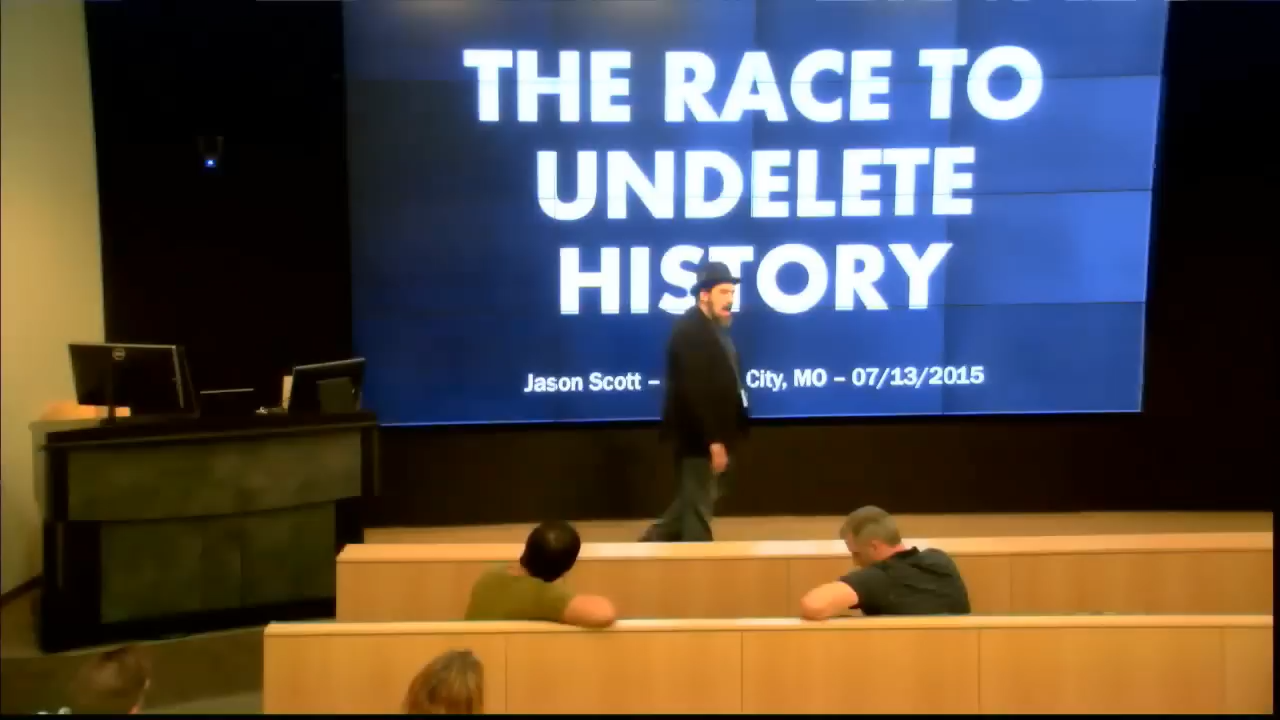 THE RACE TO
UNDELETE
HISTORY
Jason Scott – City, MO – 07/13/2015